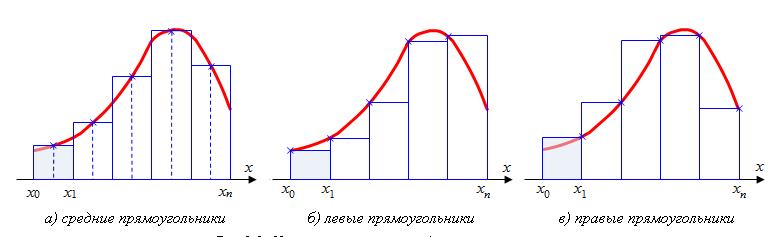 x x x
x0 x1 xn x0 x1 xn x0 x1 xn
а) средние прямоугольники б) левые прямоугольники в) правые прямоугольники